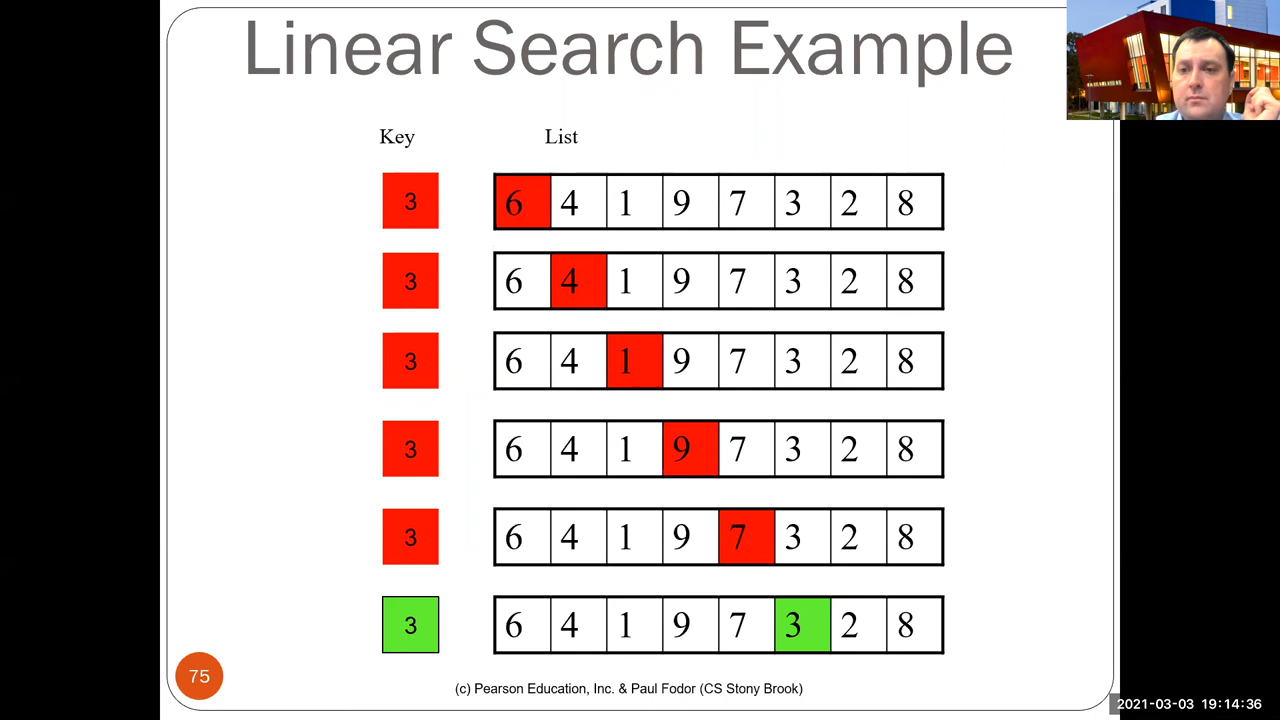 Linear Search Example
Key List
3 6 4 1 9 7 3 2 8
3 6 4 1 9 7 3 2 8
3 6 4 1 9 7 3 2 8
3 6 4 1 9 7 3 2 8
3 6 4 1 9 7 3 2 8
3 6 4 1 9 7 3 2 8
75
(c) Pearson Education, Inc. & Paul Fodor (CS Stony Brook)
2021-03-03 19:14:36